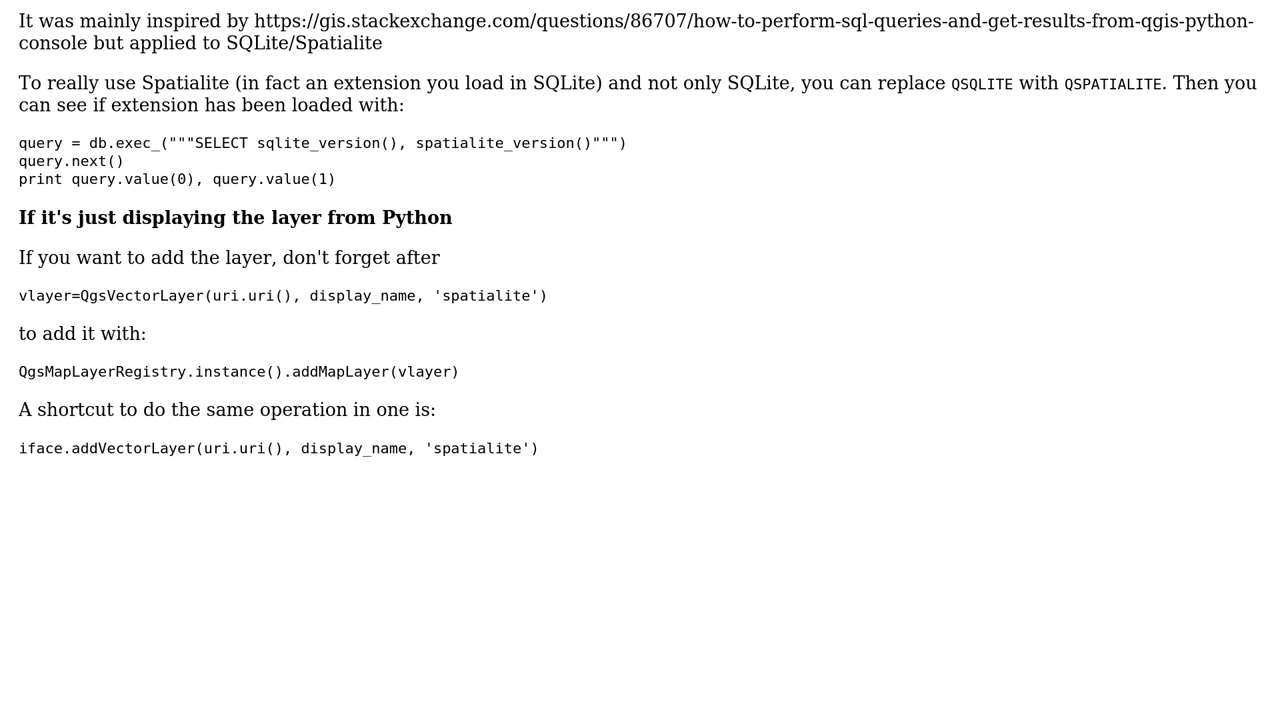 It was mainly inspired by https://gis.stackexchange.com/questions/86707/how-to-perform-sql-queries-and-get-results-from-qgis-python-
console but applied to SQLite/Spatialite
To really use Spatialite (in fact an extension you load in SQLite) and not only SQLite, you can replace QSQLITE with QSPATIALITE. Then you
can see if extension has been loaded with:
query = db.exec_("""SELECT sqlite_version(), spatialite_version()""")
query.next()
print query.value(0), query.value(1)
If it's just displaying the layer from Python
If you want to add the layer, don't forget after
vlayer=QgsVectorLayer(uri.uri(), display_name, 'spatialite')
to add it with:
QgsMapLayerRegistry.instance().addMapLayer(vlayer)
A shortcut to do the same operation in one is:
iface.addVectorLayer(uri.uri(), display_name, 'spatialite')